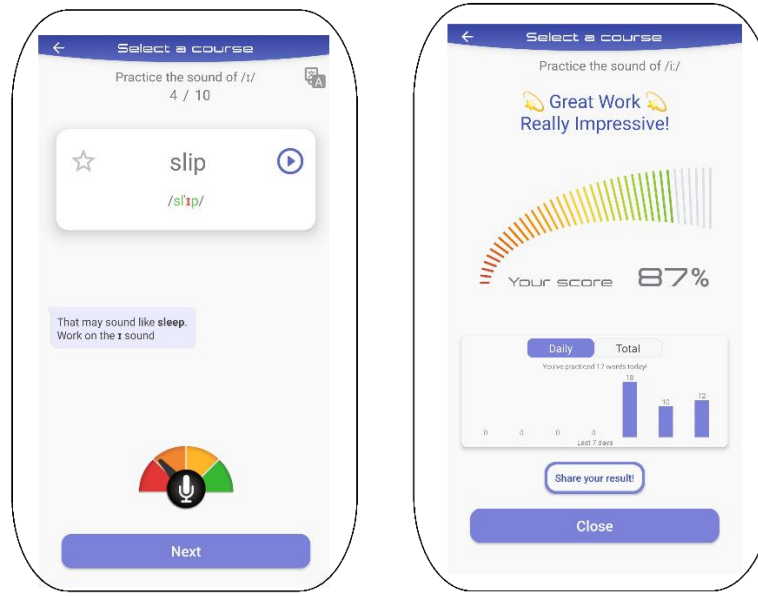 Select a course
Practice the sound of /ɪ/
4 / 10
slip
/slˈɪp/
That may sound like sleep.
Work on the ɪ sound
Next
Select a course
Practice the sound of /i:/
Great Work
Really Impressive!
Your score 87%
Daily Total
You've practiced 12 words today!
18
10
12
0 0 0 0
Last 7 days
Share your result!
Close